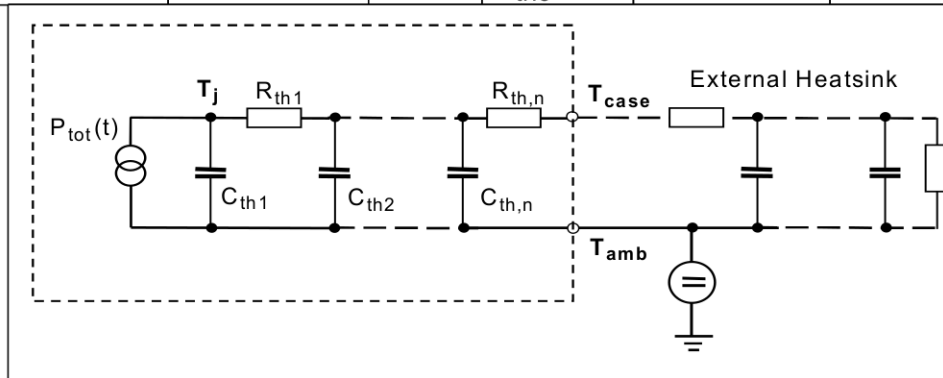 External Heatsink
Tj
Rth1
Rth,n
Tcase
Ptot(t)
Cth1
Cth2
Cth,n
Tamb